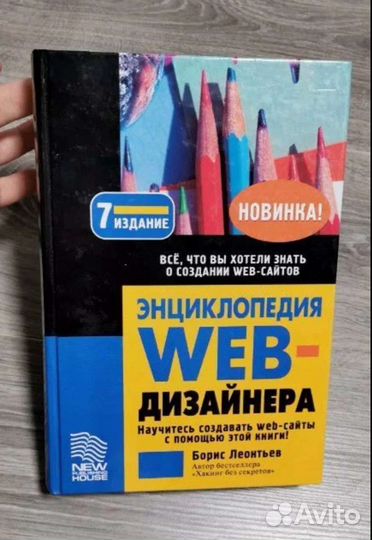 7
ИЗДАНИЕ
НОВИНКА!
ВСЁ, ЧТО ВЫ ХОТЕЛИ ЗНАТЬ
О СОЗДАНИИ WEB-САЙТОВ
ЭНЦИКЛОПЕДИЯ
WEB-
ДИЗАЙНЕРА
Научитесь создавать web-сайты
с помощью этой книги!
Борис Леонтьев
Автор бестселлера
«Хакинг без секретов»
NEW
PUBLISHING
HOUSE
Avito